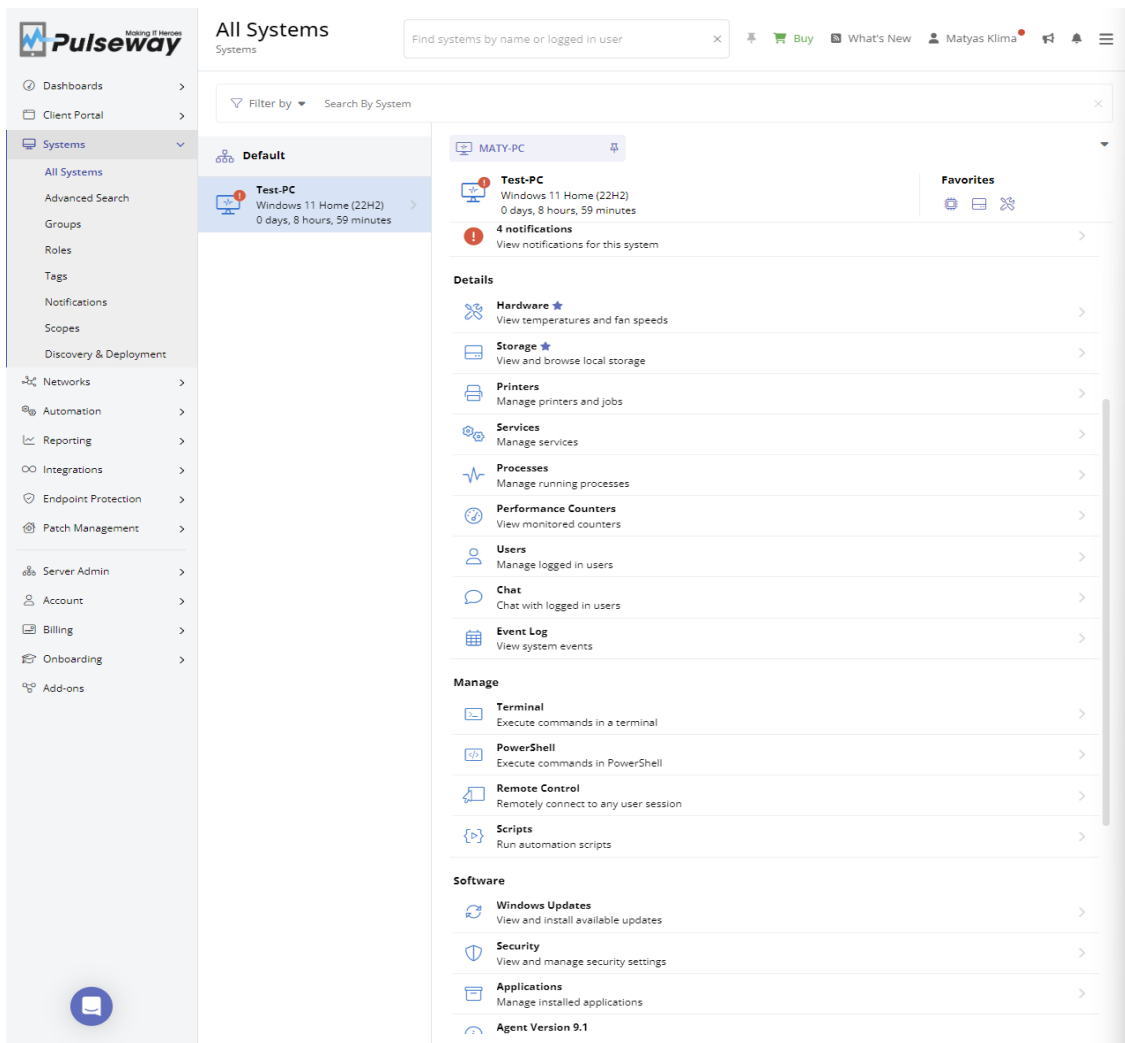 Making IT Heroes
Pulseway
All Systems
Systems
Find systems by name or logged in user
Buy
What's New
Matyas Klima
Dashboards
Client Portal
Systems
All Systems
Advanced Search
Groups
Roles
Tags
Notifications
Scopes
Discovery & Deployment
Networks
Automation
Reporting
Integrations
Endpoint Protection
Patch Management
Server Admin
Account
Billing
Onboarding
Add-ons
Filter by
Search By System
Default
Test-PC
Windows 11 Home (22H2)
0 days, 8 hours, 59 minutes
MATY-PC
Test-PC
Windows 11 Home (22H2)
0 days, 8 hours, 59 minutes
Favorites
4 notifications
View notifications for this system
Details
Hardware
View temperatures and fan speeds
Storage
View and browse local storage
Printers
Manage printers and jobs
Services
Manage services
Processes
Manage running processes
Performance Counters
View monitored counters
Users
Manage logged in users
Chat
Chat with logged in users
Event Log
View system events
Manage
Terminal
Execute commands in a terminal
PowerShell
Execute commands in PowerShell
Remote Control
Remotely connect to any user session
Scripts
Run automation scripts
Software
Windows Updates
View and install available updates
Security
View and manage security settings
Applications
Manage installed applications
Agent Version 9.1